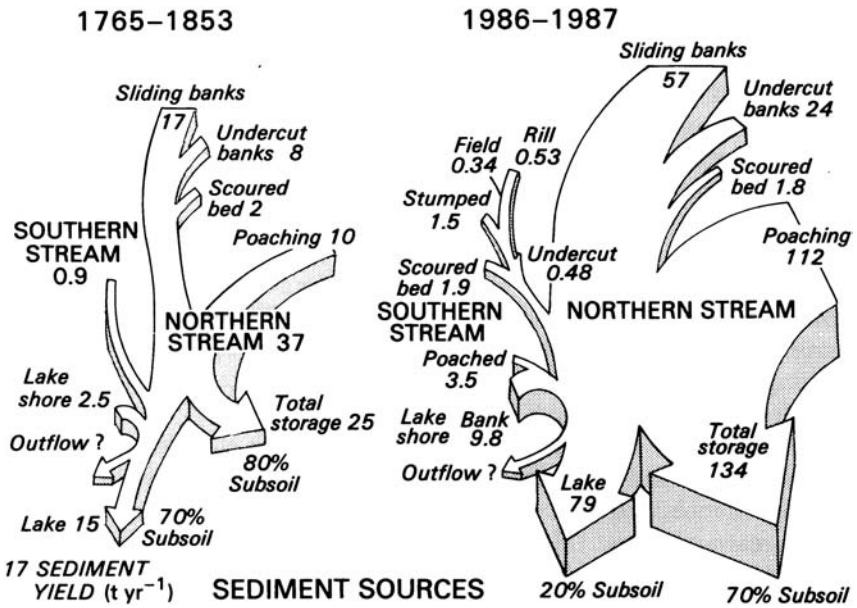 1765–1853
Sliding banks
17
Undercut
banks 8
Scoured
bed 2
SOUTHERN
STREAM
0.9
Poaching 10
NORTHERN
STREAM 37
Lake
shore 2.5
Outflow ?
Total
storage 25
80%
Subsoil
Lake 15
70%
Subsoil
17 SEDIMENT
YIELD (t yr⁻¹)
1986–1987
Sliding banks
57
Undercut
banks 24
Scoured
bed 1.8
Field
0.34
Rill
0.53
Stumped
1.5
Undercut
0.48
Scoured
bed 1.9
Poaching
112
SOUTHERN
STREAM
NORTHERN STREAM
Poached
3.5
Lake
shore
Bank
9.8
Outflow ?
Lake
79
Total
storage
134
20% Subsoil
70% Subsoil
SEDIMENT SOURCES